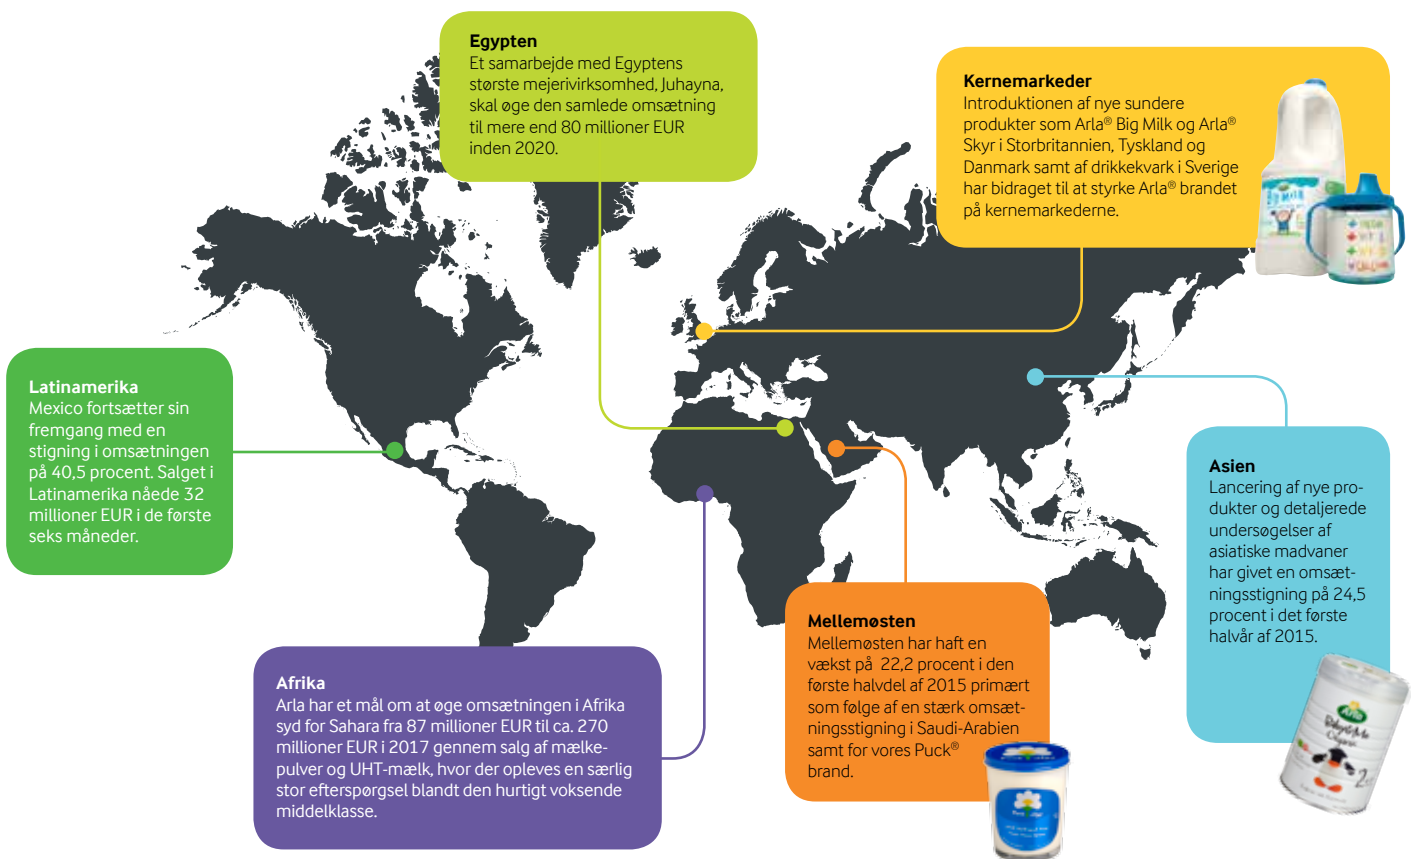 Egypten
Et samarbejde med Egyptens
største mejerivirksomhed, Juhayna,
skal øge den samlede omsætning
til mere end 80 millioner EUR
inden 2020.
Kernemarkeder
Introduktionen af nye sundere
produkter som Arla® Big Milk og Arla®
Skyr i Storbritannien, Tyskland og
Danmark samt af drikkekvark i Sverige
har bidraget til at styrke Arla® brandet
på kernemarkederne.
Latinamerika
Mexico fortsætter sin
fremgang med en
stigning i omsætningen
på 40,5 procent. Salget i
Latinamerika nåede 32
millioner EUR i de første
seks måneder.
Asien
Lancering af nye pro-
dukter og detaljerede
undersøgelser af
asiatiske madvaner
har givet en omsæt-
ningsstigning på 24,5
procent i det første
halvår af 2015.
Mellemøsten
Mellemøsten har haft en
vækst på 22,2 procent i den
første halvdel af 2015 primært
som følge af en stærk omsæt-
ningsstigning i Saudi-Arabien
samt for vores Puck®
brand.
Afrika
Arla har et mål om at øge omsætningen i Afrika
syd for Sahara fra 87 millioner EUR til ca. 270
millioner EUR i 2017 gennem salg af mælke-
pulver og UHT-mælk, hvor der opleves en særlig
stor efterspørgsel blandt den hurtigt voksende
middelklasse.
Arla
Baby&Me
Organic